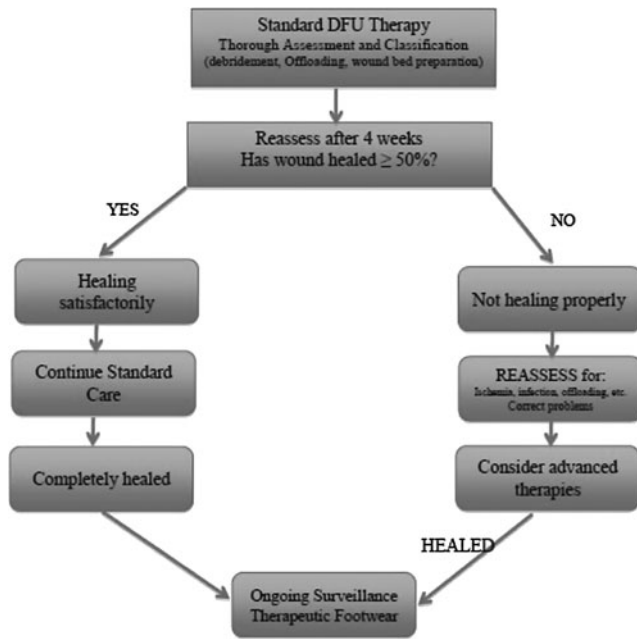 Standard DFU Therapy
Thorough Assessment and Classification
(debridement, Offloading, wound bed preparation)
Reassess after 4 weeks
Has wound healed ≥ 50%?
YES
NO
Healing
satisfactorily
Not healing properly
Continue Standard
Care
REASSESS for:
Ischemia, infection, offloading, etc.
Correct problems
Completely healed
Consider advanced
therapies
HEALED
Ongoing Surveillance
Therapeutic Footwear